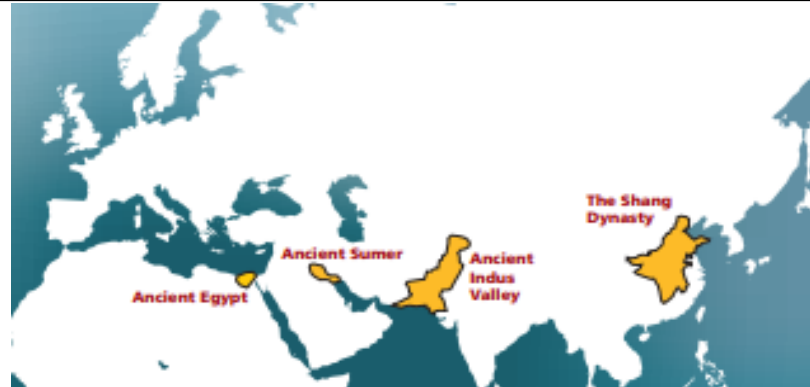 The Shang
Dynasty
Ancient Sumer
Ancient
Indus
Valley
Ancient Egypt